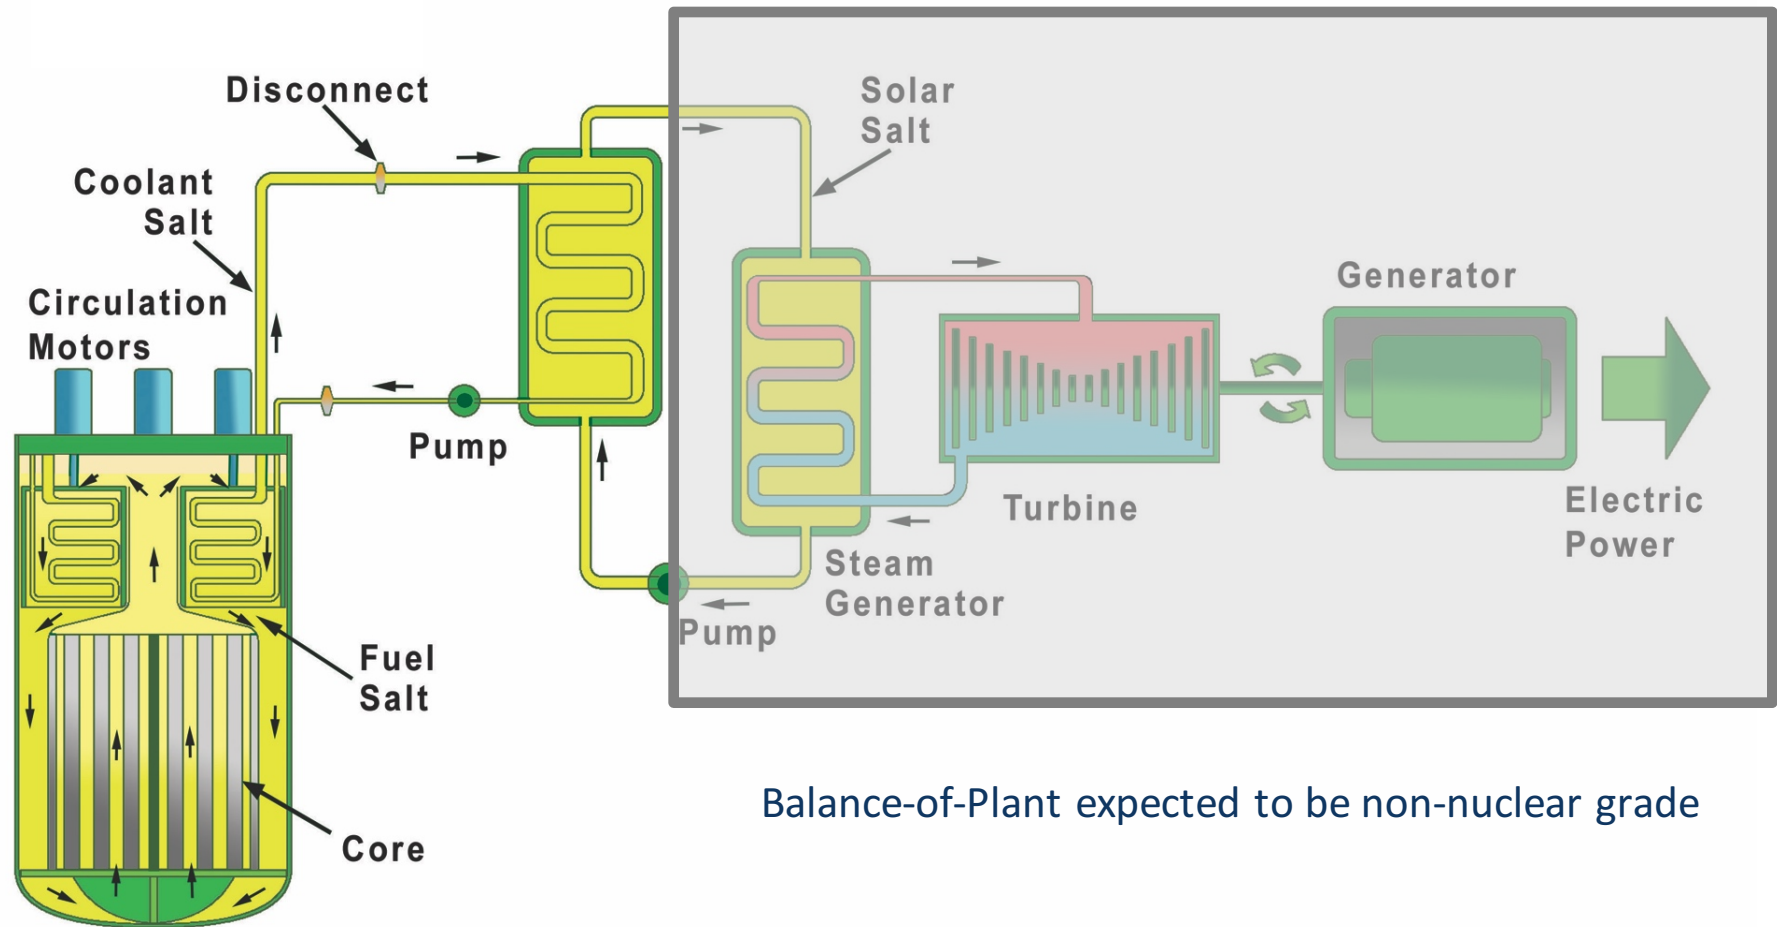 Disconnect
Coolant
Salt
Circulation
Motors
Pump
Fuel
Salt
Core
Solar
Salt
Steam
Generator
Pump
Turbine
Generator
Electric
Power
Balance-of-Plant expected to be non-nuclear grade